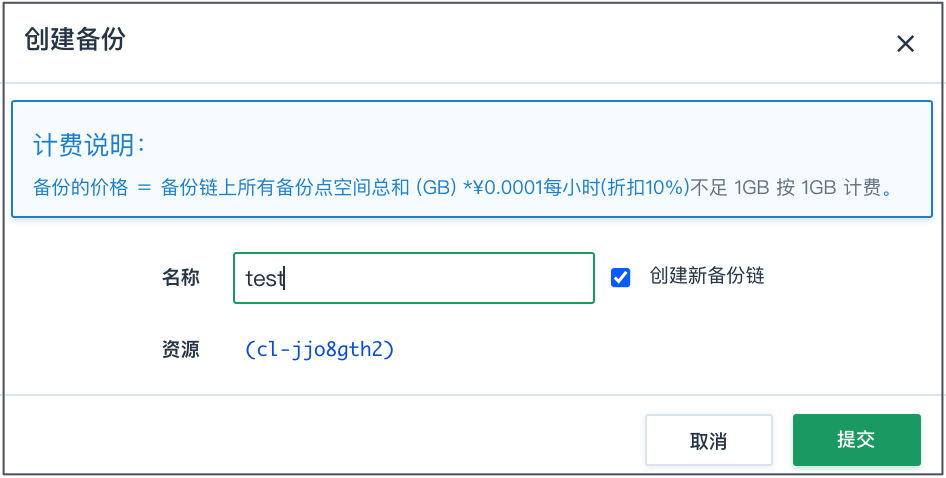 创建备份
计费说明：
备份的价格 = 备份链上所有备份点空间总和 (GB) *¥0.0001每小时(折扣10%)不足 1GB 按 1GB 计费。
名称 test 创建新备份链
资源 (cl-jjo8gth2)
取消 提交